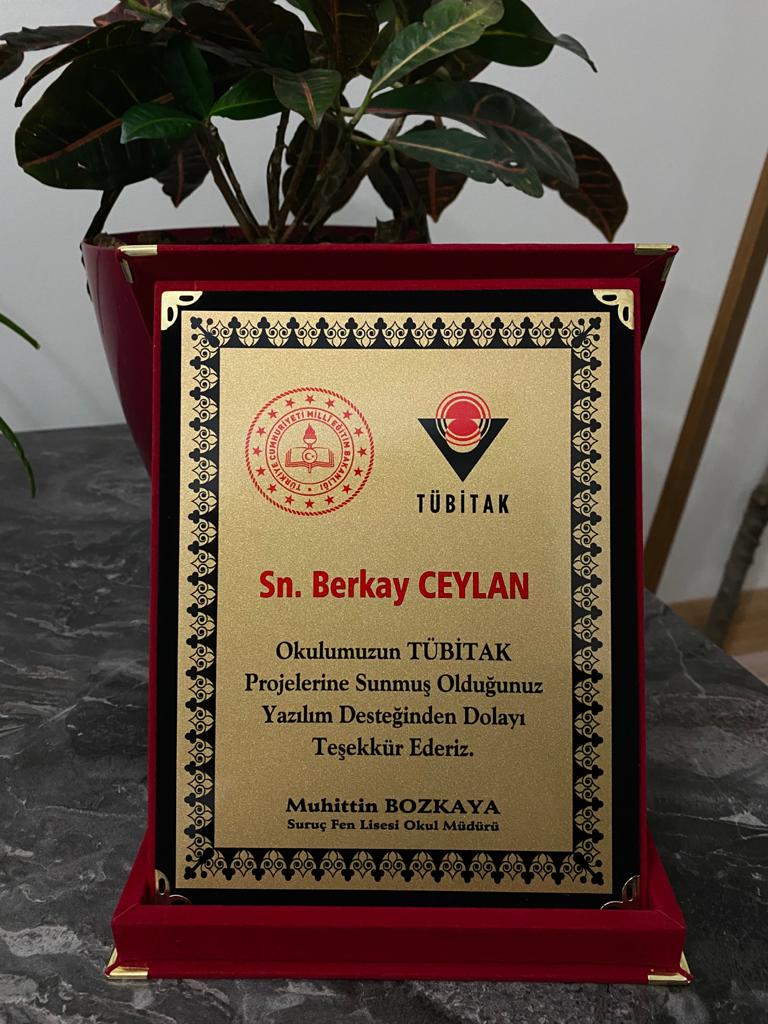 TÜRKİYE CUMHURİYETİ MİLLÎ EĞİTİM BAKANLIĞI
TÜBİTAK
Sn. Berkay CEYLAN
Okulumuzun TÜBİTAK
Projelerine Sunmuş Olduğunuz
Yazılım Desteğinden Dolayı
Teşekkür Ederiz.
Muhittin BOZKAYA
Suruç Fen Lisesi Okul Müdürü